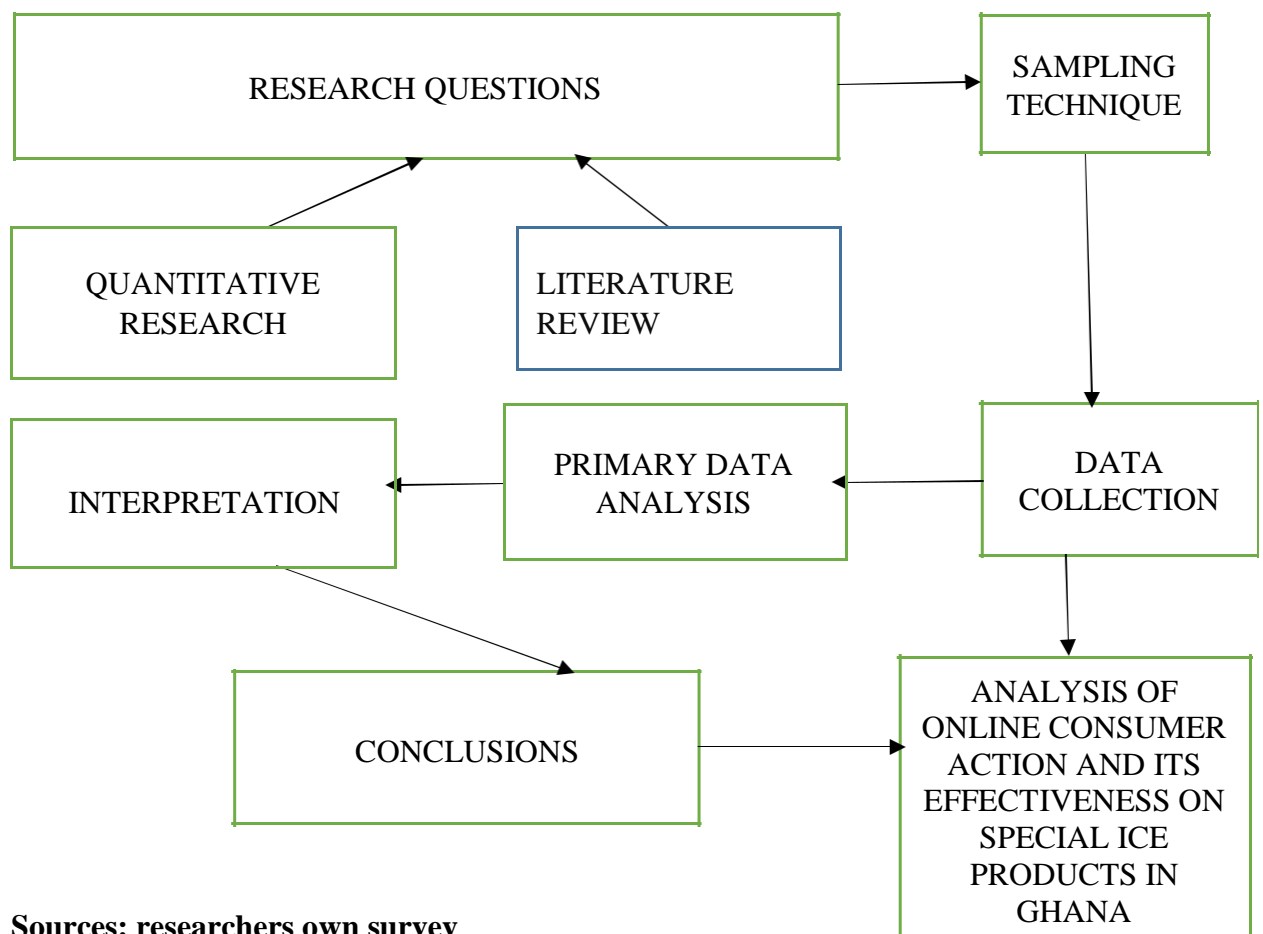 RESEARCH QUESTIONS
SAMPLING
TECHNIQUE
QUANTITATIVE
RESEARCH
LITERATURE
REVIEW
INTERPRETATION
PRIMARY DATA
ANALYSIS
DATA
COLLECTION
CONCLUSIONS
ANALYSIS OF
ONLINE CONSUMER
ACTION AND ITS
EFFECTIVENESS ON
SPECIAL ICE
PRODUCTS IN
GHANA
Sources: researchers own survey